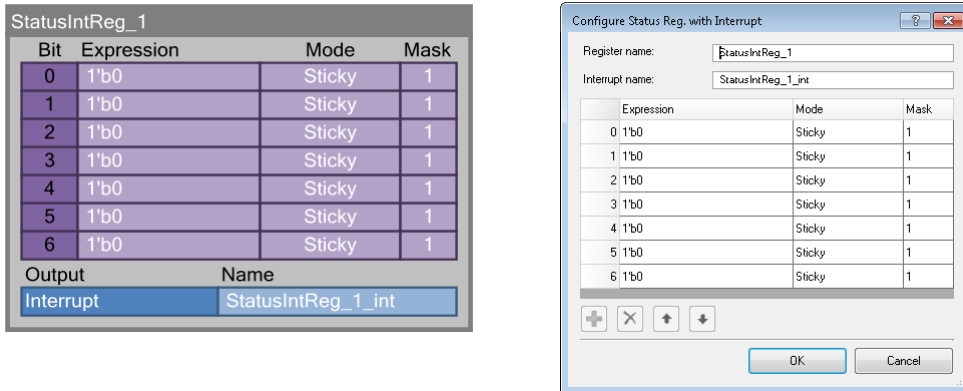 StatusIntReg_1
Bit Expression Mode Mask
0 1'b0 Sticky 1
1 1'b0 Sticky 1
2 1'b0 Sticky 1
3 1'b0 Sticky 1
4 1'b0 Sticky 1
5 1'b0 Sticky 1
6 1'b0 Sticky 1
Output Name
Interrupt StatusIntReg_1_int
Configure Status Reg. with Interrupt
Register name: StatusIntReg_1
Interrupt name: StatusIntReg_1_int
Expression Mode Mask
0 1'b0 Sticky 1
1 1'b0 Sticky 1
2 1'b0 Sticky 1
3 1'b0 Sticky 1
4 1'b0 Sticky 1
5 1'b0 Sticky 1
6 1'b0 Sticky 1
OK Cancel